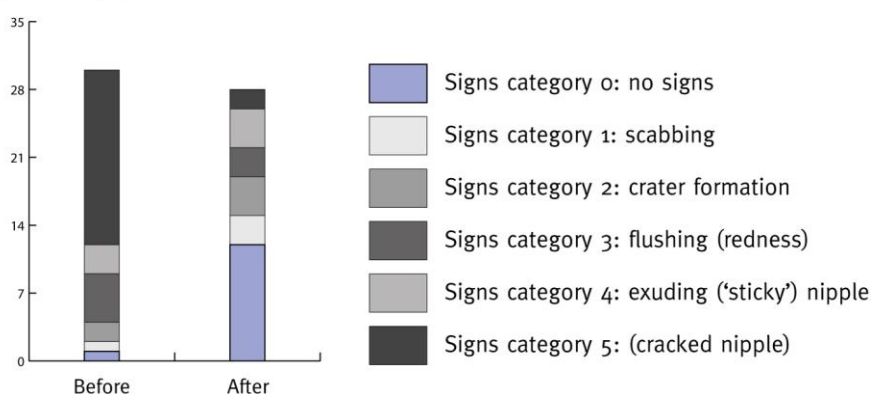 35
28
21
14
7
0
Before
After
Signs category 0: no signs
Signs category 1: scabbing
Signs category 2: crater formation
Signs category 3: flushing (redness)
Signs category 4: exuding (‘sticky’) nipple
Signs category 5: (cracked nipple)